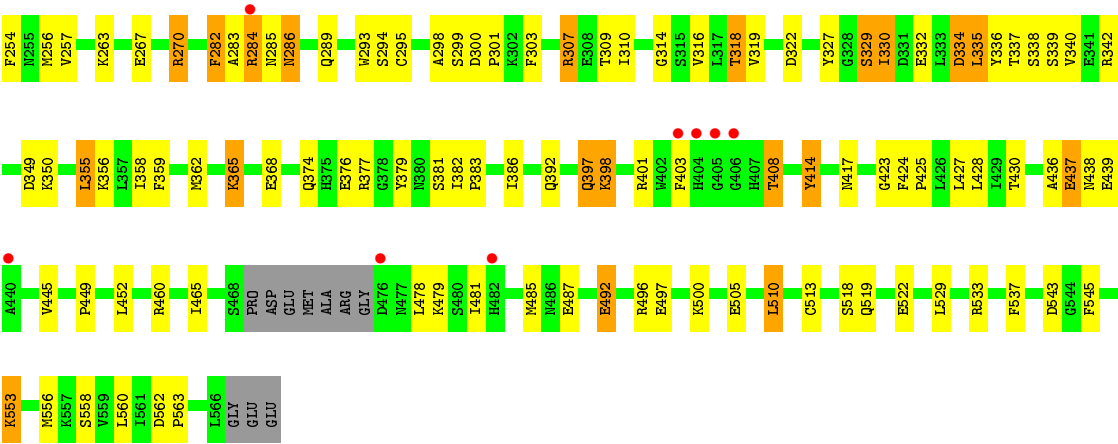 F254 N255 M256 V257 K263 E267 R270 F282 A283 R284 N285 N286 Q289 W293 S294 C295 A298 S299 D300 P301 K302 F303 R307 E308 T309 I310 G314 S315 V316 L317 T318 V319 D322 Y327 G328 S329 I330 D331 E332 L333 D334 L335 Y336 T337 S338 S339 V340 E341 R342
D349 K350 L355 K356 L357 I358 F359 M362 K365 E368 Q374 H375 E376 R377 G378 Y379 N380 S381 I382 P383 I386 Q392 Q397 K398 R401 W402 F403 H404 G405 G406 H407 T408 Y414 N417 G423 F424 P425 L426 L427 L428 I429 T430 A436 E437 N438 E439
A440 V445 P449 L452 R460 I465 S468 PRO ASP GLU MET ALA ARG GLY D476 N477 L478 K479 S480 I481 H482 M485 N486 E487 E492 R496 E497 K500 E505 L510 C513 S518 Q519 E522 L529 R533 F537 D543 G544 F545
K553 M556 K557 S558 V559 L560 I561 D562 P563 L566 GLY GLU GLU